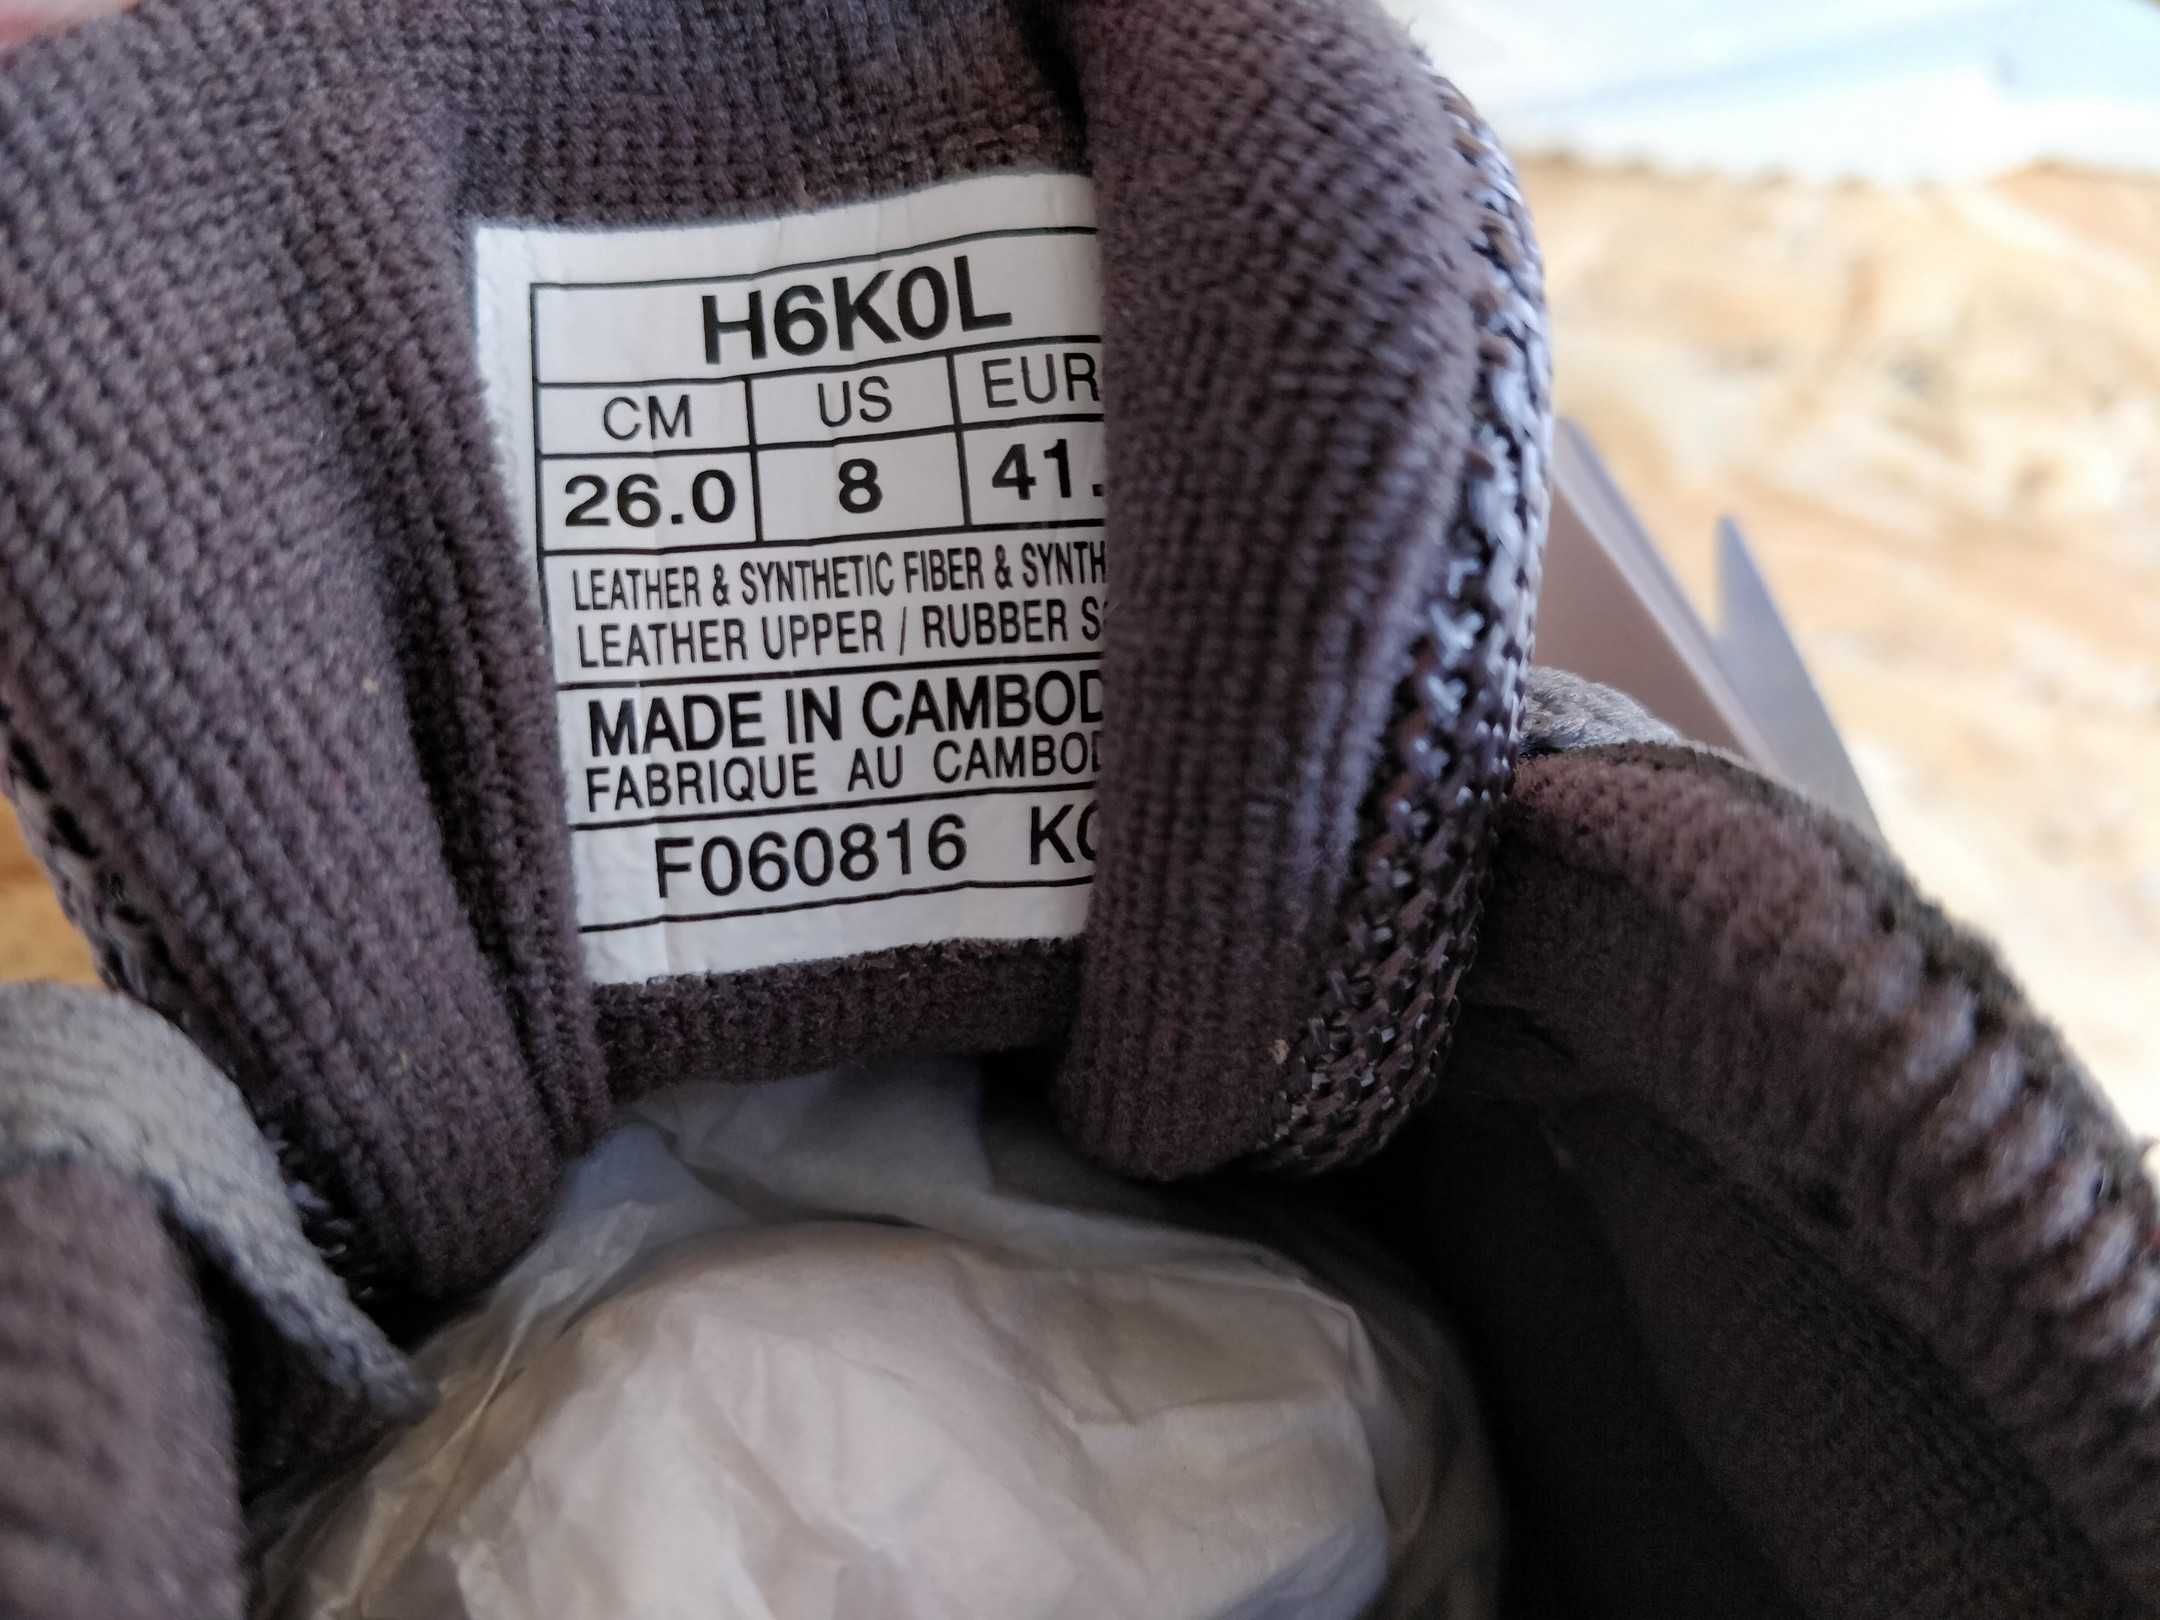 H6K0L
CM US EUR
26.0 8 41.
LEATHER & SYNTHETIC FIBER & SYNTH
LEATHER UPPER / RUBBER S
MADE IN CAMBOD
FABRIQUE AU CAMBOD
F060816 K